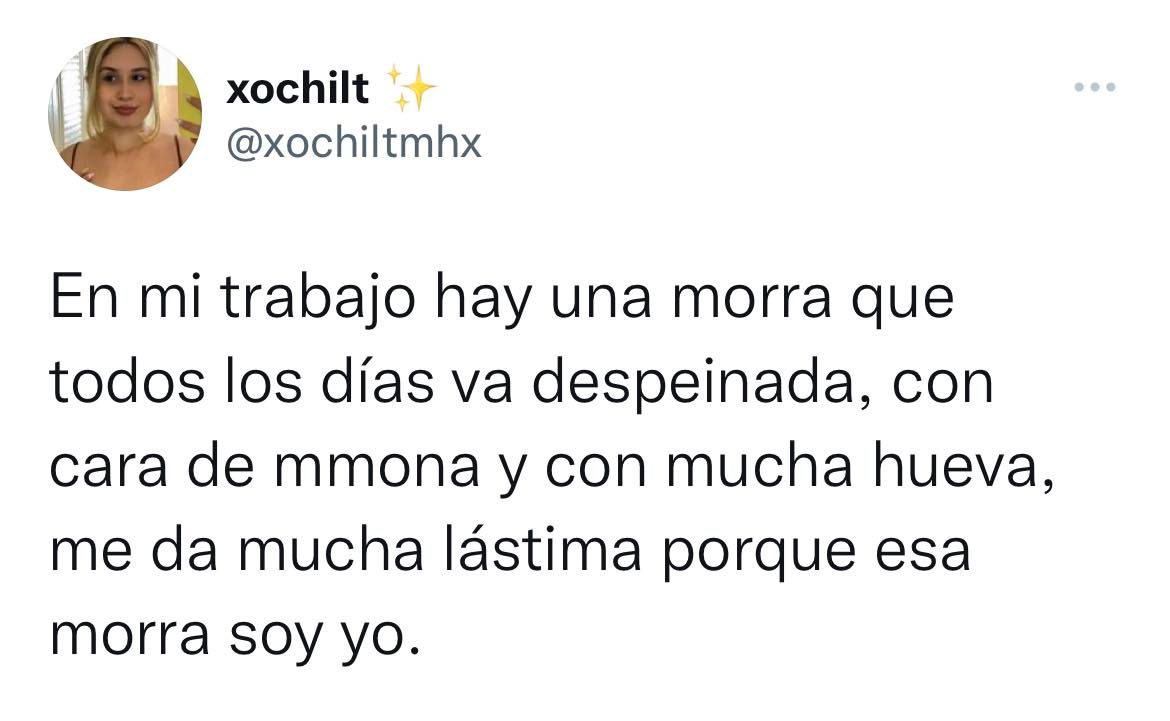 xochilt ✨
@xochiltmhx
En mi trabajo hay una morra que
todos los días va despeinada, con
cara de mmona y con mucha hueva,
me da mucha lástima porque esa
morra soy yo.